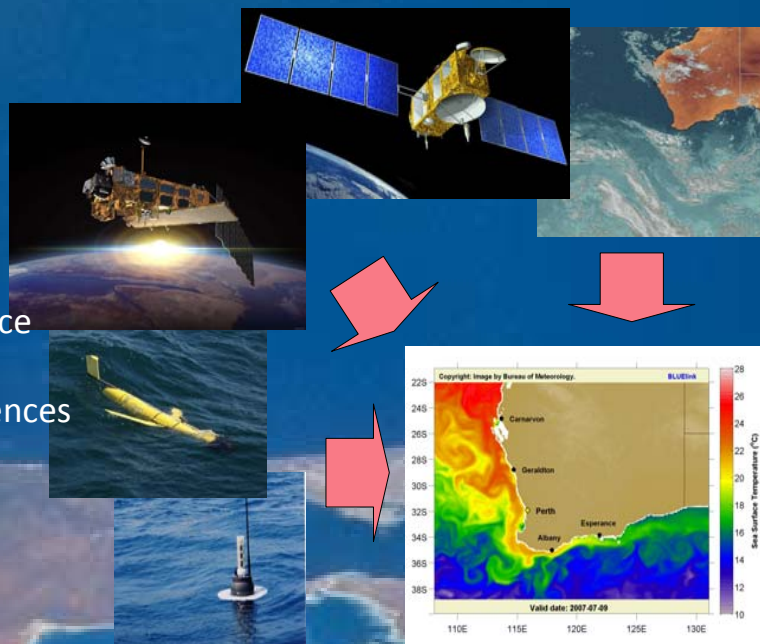 ce
ences
Copyright: Image by Bureau of Meteorology. BLUElink
22S
24S
26S
28S
30S
32S
34S
36S
38S
Carnarvon
Geraldton
Perth
Esperance
Albany
Valid date: 2007-07-09
110E 115E 120E 125E 130E
28
26
24
22
20
18
16
14
12
10
Sea Surface Temperature (°C)